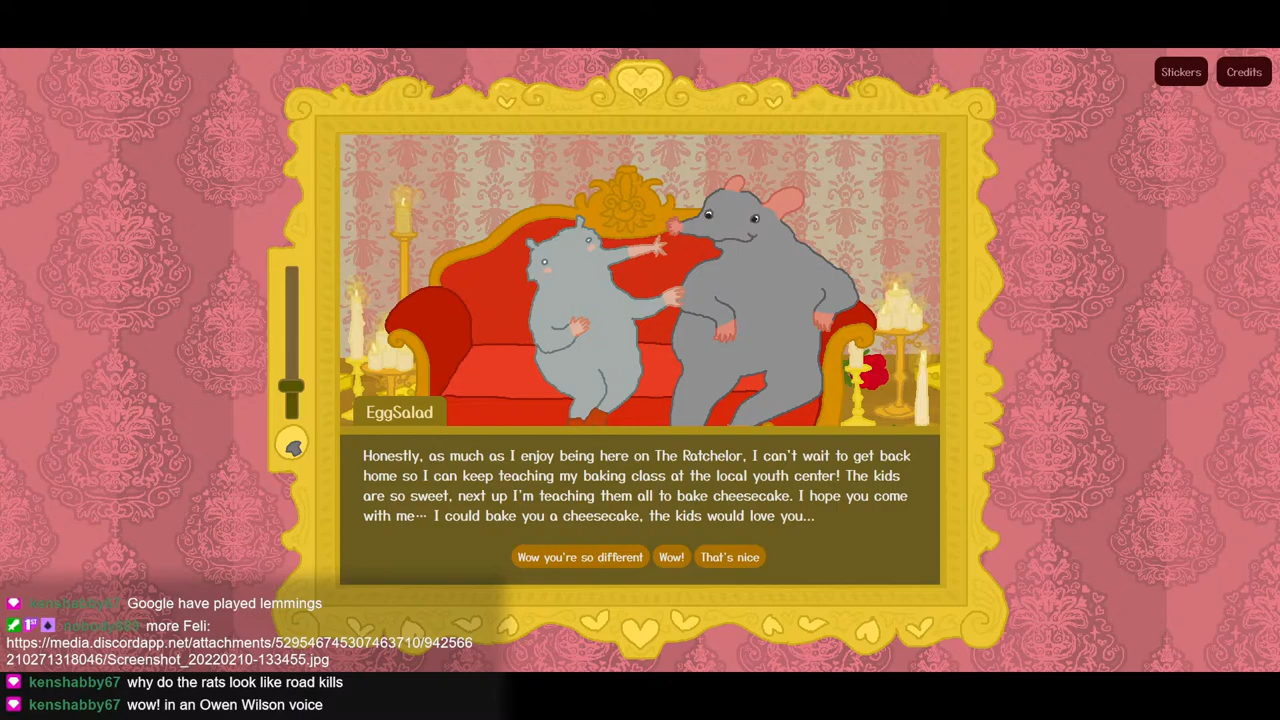 Stickers
Credits
EggSalad
Honestly, as much as I enjoy being here on The Ratchelor, I can't wait to get back
home so I can keep teaching my baking class at the local youth center! The kids
are so sweet, next up I'm teaching them all to bake cheesecake. I hope you come
with me... I could bake you a cheesecake, the kids would love you...
Wow you're so different
Wow!
That's nice
kenshabby67 Google have played lemmings
1st more Feli:
https://media.discordapp.net/attachments/529546745307463710/942566
210271318046/Screenshot_20220210-133455.jpg
kenshabby67 why do the rats look like road kills
kenshabby67 wow! in an Owen Wilson voice